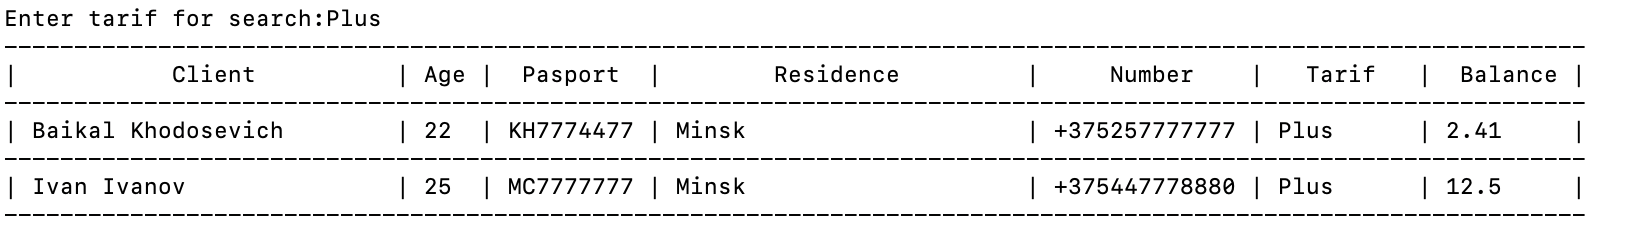 Enter tarif for search:Plus
---------------------------------------------------------------------------------------------------------------
|           Client          | Age |  Pasport  |        Residence         |     Number    |   Tarif   |  Balance |
---------------------------------------------------------------------------------------------------------------
| Baikal Khodosevich        | 22  | KH7774477 | Minsk                    | +375257777777 | Plus      | 2.41     |
---------------------------------------------------------------------------------------------------------------
| Ivan Ivanov               | 25  | MC7777777 | Minsk                    | +375447778880 | Plus      | 12.5     |
---------------------------------------------------------------------------------------------------------------